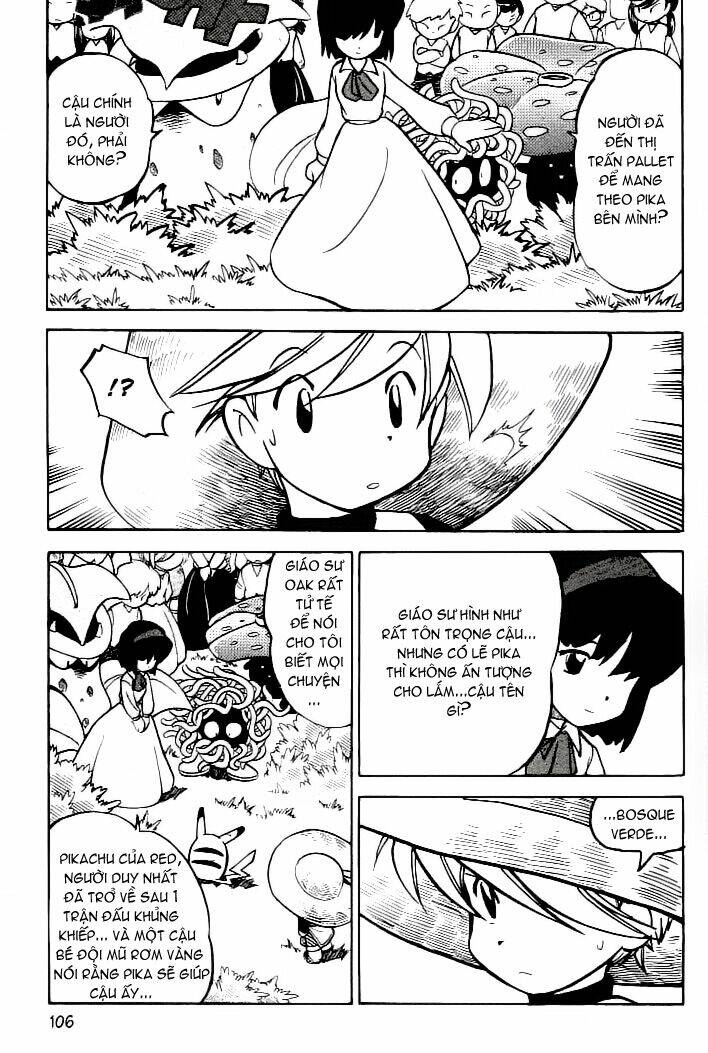 CẬU CHÍNH
LÀ NGƯỜI
ĐÓ, PHẢI
KHÔNG?
NGƯỜI ĐÃ
ĐẾN THỊ
TRẤN PALLET
ĐỂ MANG
THEO PIKA
BÊN MÌNH?
!?
GIÁO SƯ
OAK RẤT
TỬ TẾ
ĐỂ NÓI
CHO TÔI
BIẾT MỌI
CHUYỆN
...
PIKACHU CỦA RED,
NGƯỜI DUY NHẤT
ĐÃ TRỞ VỀ SAU 1
TRẬN ĐẤU KHỦNG
KHIẾP... VÀ MỘT CẬU
BÉ ĐỘI MŨ RƠM VÀNG
NÓI RẰNG PIKA SẼ GIÚP
CẬU ẤY...
GIÁO SƯ HÌNH NHƯ
RẤT TÔN TRỌNG CẬU...
NHƯNG CÓ LẼ PIKA
THÌ KHÔNG ẤN TƯỢNG
CHO LẮM...CẬU TÊN
GÌ?
...BOSQUE
VERDE...
106